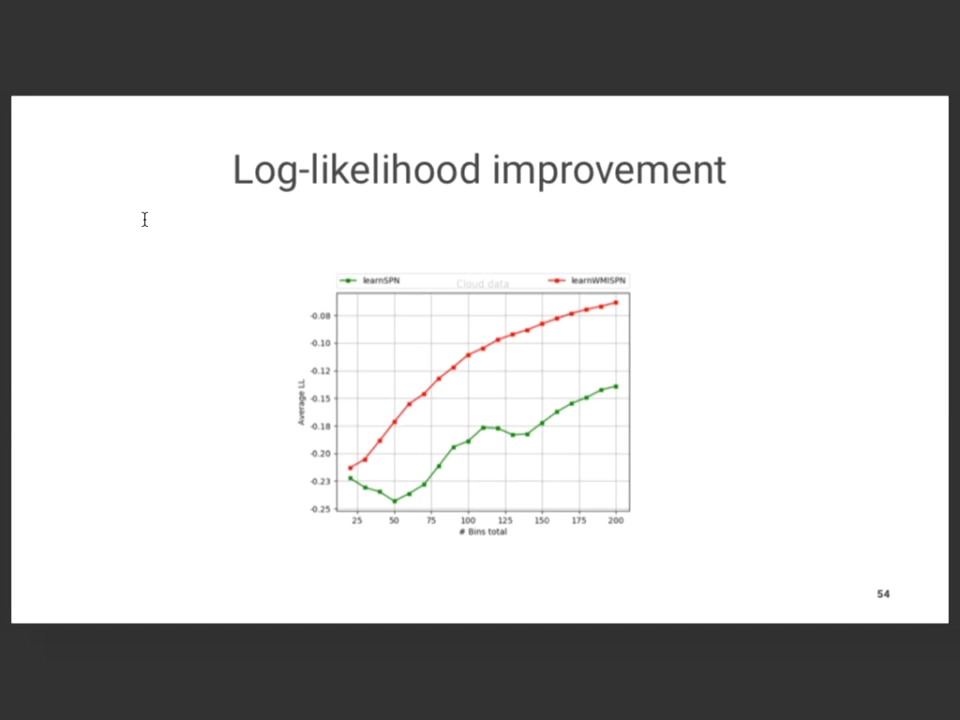 Log-likelihood improvement
learnSPN
Cloud data
learnWMISPN
-0.08
-0.10
-0.12
-0.15
-0.18
-0.20
-0.23
-0.25
Average LL
25 50 75 100 125 150 175 200
# Bins total
54